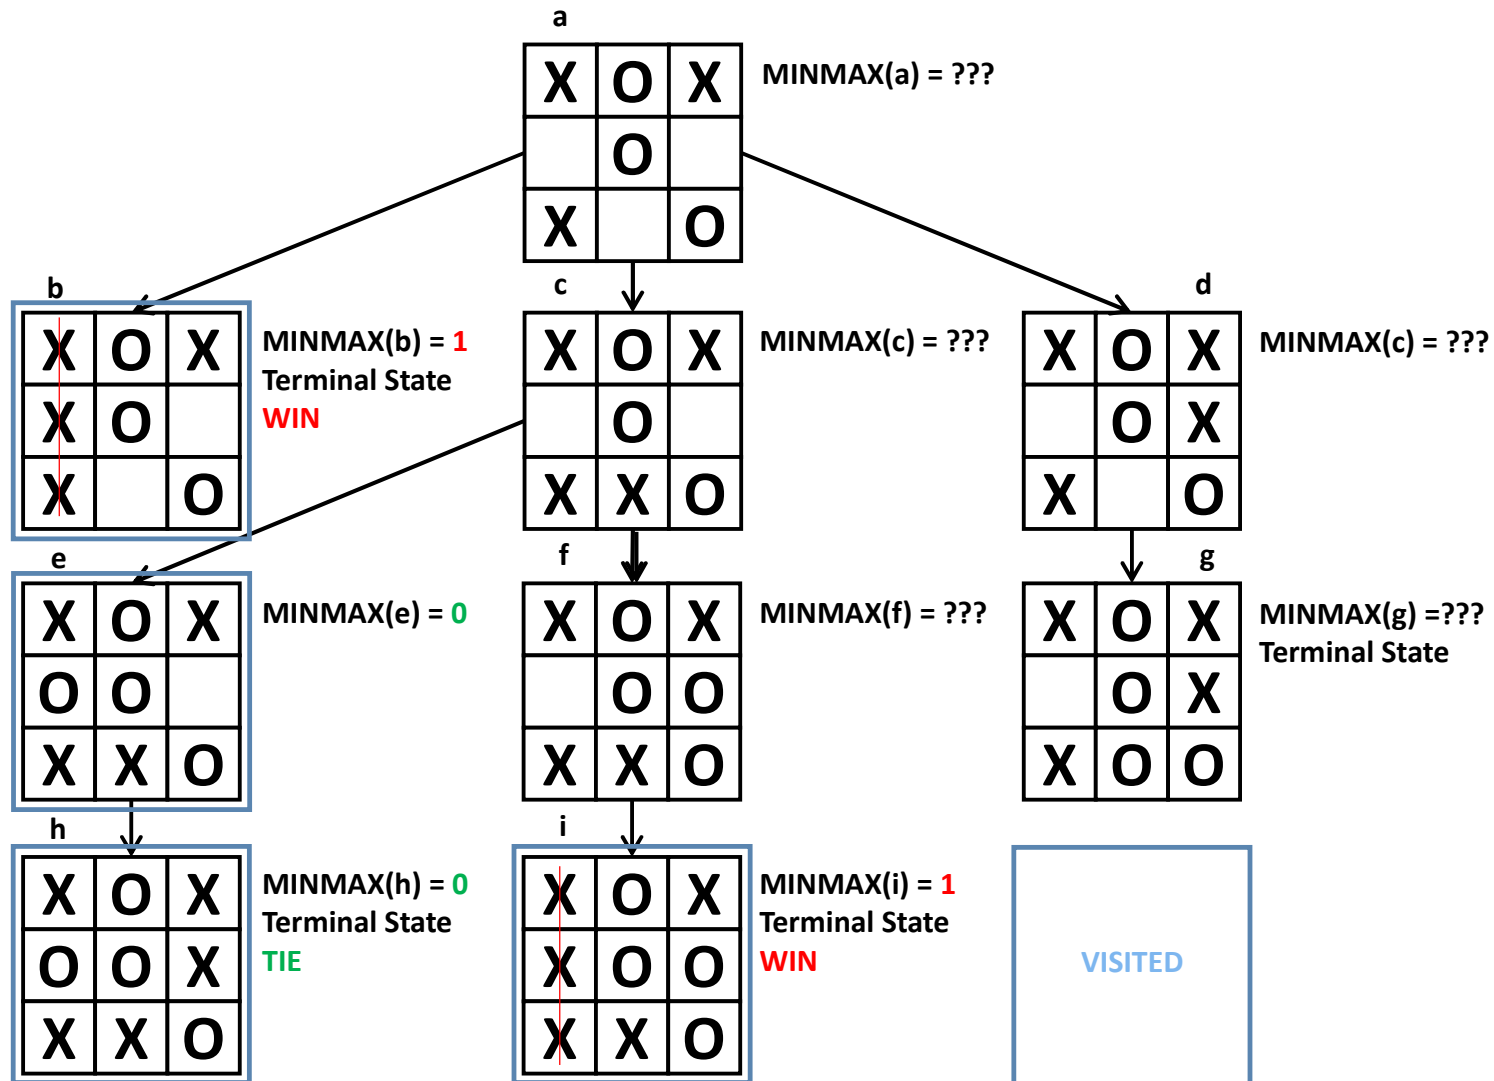 a
X O X
MINMAX(a) = ???
O
X O
b
X O X
X O
X O
MINMAX(b) = 1
Terminal State
WIN
c
X O X
O
X X O
MINMAX(c) = ???
d
X O X
O X
X O
MINMAX(c) = ???
e
X O X
O O
X X O
MINMAX(e) = 0
f
X O X
O O
X X O
MINMAX(f) = ???
g
X O X
O X
X O O
MINMAX(g) =???
Terminal State
h
X O X
O O X
X X O
MINMAX(h) = 0
Terminal State
TIE
i
X O X
X O O
X X O
MINMAX(i) = 1
Terminal State
WIN
VISITED